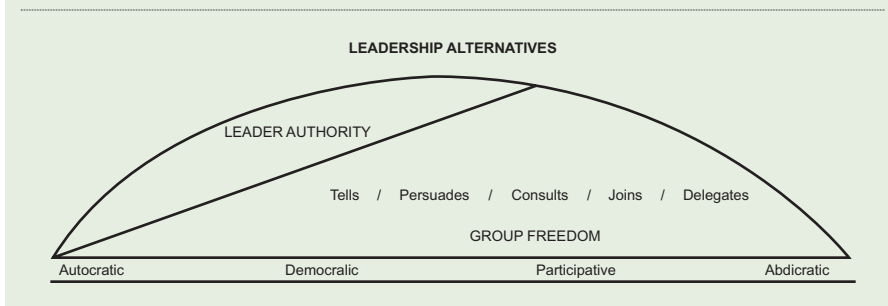 LEADERSHIP ALTERNATIVES
LEADER AUTHORITY
Tells / Persuades / Consults / Joins / Delegates
GROUP FREEDOM
Autocratic Democralic Participative Abdicratic